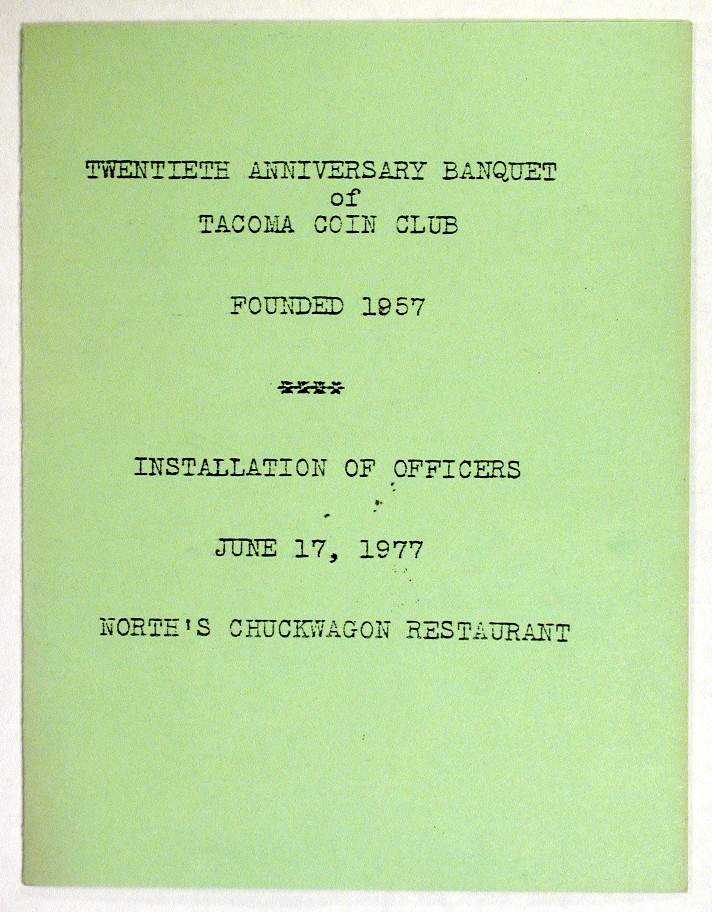 TWENTIETH ANNIVERSARY BANQUET
of
TACOMA COIN CLUB
FOUNDED 1957
****
INSTALLATION OF OFFICERS
JUNE 17, 1977
NORTH'S CHUCKWAGON RESTAURANT